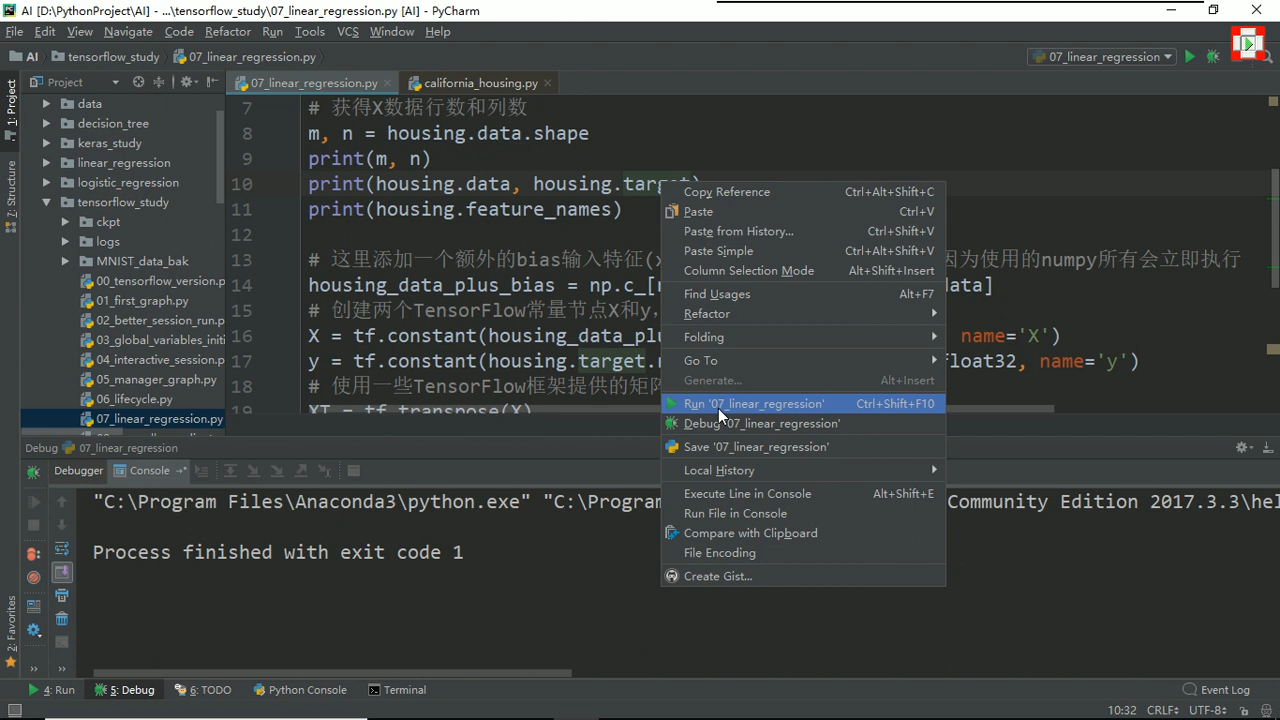 AI [D:\PythonProject\AI] - ...\tensorflow_study\07_linear_regression.py [AI] - PyCharm
File Edit View Navigate Code Refactor Run Tools VCS Window Help
AI tensorflow_study 07_linear_regression.py
07_linear_regression
1: Project
7: Structure
2: Favorites
Project
data
decision_tree
keras_study
linear_regression
logistic_regression
tensorflow_study
ckpt
logs
MNIST_data_bak
00_tensorflow_version.p
01_first_graph.py
02_better_session_run.p
03_global_variables_initi
04_interactive_session.p
05_manager_graph.py
06_lifecycle.py
07_linear_regression.py
07_linear_regression.py california_housing.py
7 # 获得X数据行数和列数
8 m, n = housing.data.shape
9 print(m, n)
10 print(housing.data, housing.target)
11 print(housing.feature_names)
12
13 # 这里添加一个额外的bias输入特征(x 因为使用的numpy所有会立即执行
14 housing_data_plus_bias = np.c_[r data]
15 # 创建两个TensorFlow常量节点X和y,
16 X = tf.constant(housing_data_plu , name='X')
17 y = tf.constant(housing.target.r float32, name='y')
18 # 使用一些TensorFlow框架提供的矩阵
19 XT = tf.transpose(X)
Copy Reference Ctrl+Alt+Shift+C
Paste Ctrl+V
Paste from History... Ctrl+Shift+V
Paste Simple Ctrl+Alt+Shift+V
Column Selection Mode Alt+Shift+Insert
Find Usages Alt+F7
Refactor
Folding
Go To
Generate... Alt+Insert
Run '07_linear_regression' Ctrl+Shift+F10
Debug '07_linear_regression'
Save '07_linear_regression'
Local History
Execute Line in Console Alt+Shift+E
Run File in Console
Compare with Clipboard
File Encoding
Create Gist...
Debug 07_linear_regression
Debugger Console
"C:\Program Files\Anaconda3\python.exe" "C:\Program Files Community Edition 2017.3.3\hel
Process finished with exit code 1
4: Run 5: Debug 6: TODO Python Console Terminal Event Log
10:32 CRLF UTF-8